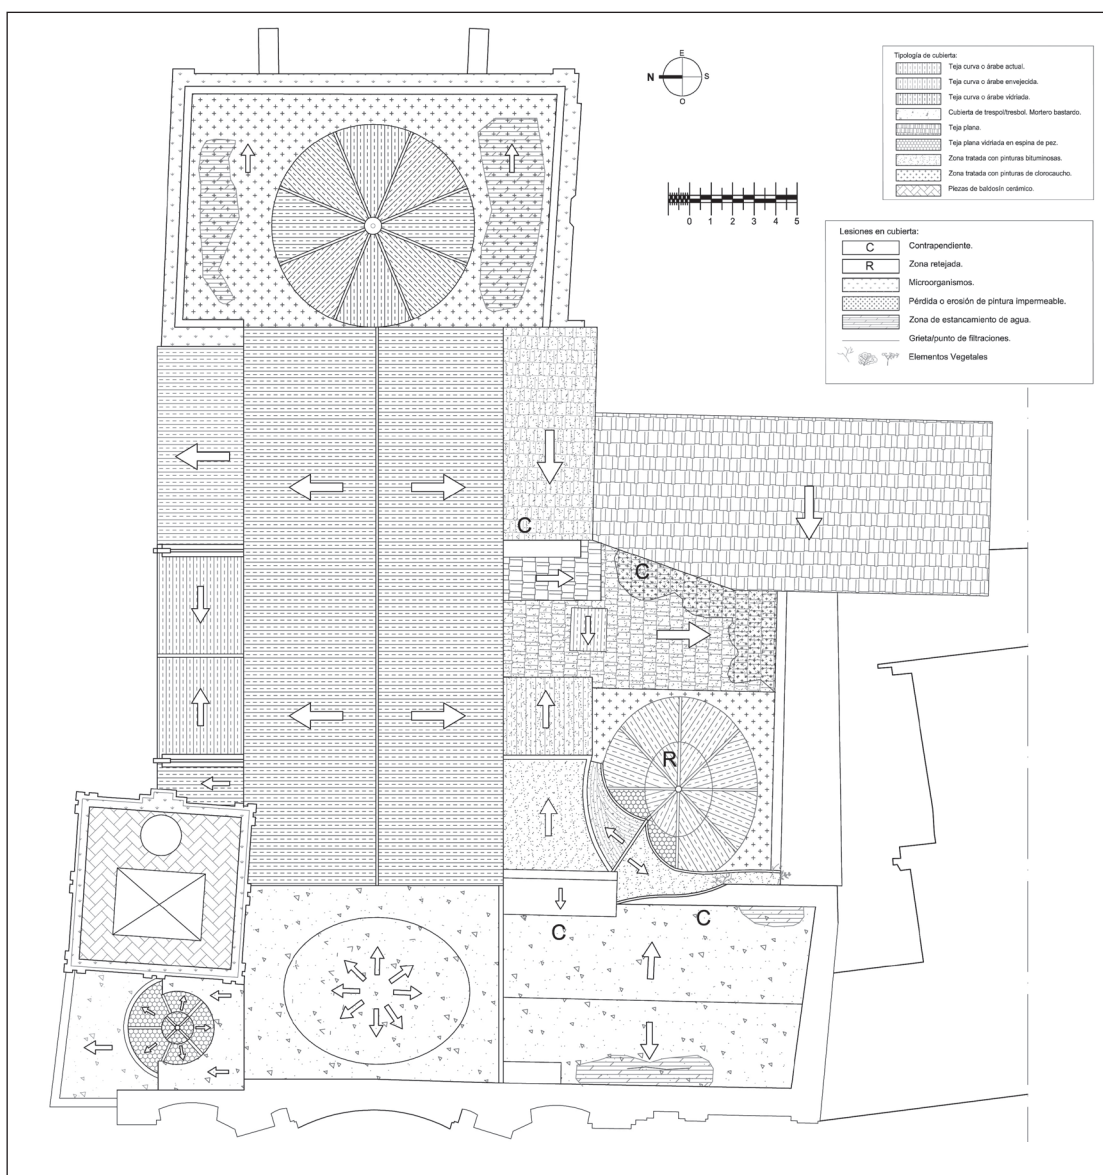 E
N
S
O
Tipología de cubierta:
Teja curva o árabe actual.
Teja curva o árabe envejecida.
Teja curva o árabe vidriada.
Cubierta de trespol/tresbol. Mortero bastardo.
Teja plana.
Teja plana vidriada en espina de pez.
Zona tratada con pinturas bituminosas.
Zona tratada con pinturas de clorocaucho.
Piezas de baldosín cerámico.
0 1 2 3 4 5
Lesiones en cubierta:
C Contrapendiente.
R Zona retejada.
Microorganismos.
Pérdida o erosión de pintura impermeable.
Zona de estancamiento de agua.
Grieta/punto de filtraciones.
Elementos Vegetales
C
C
R
C
C